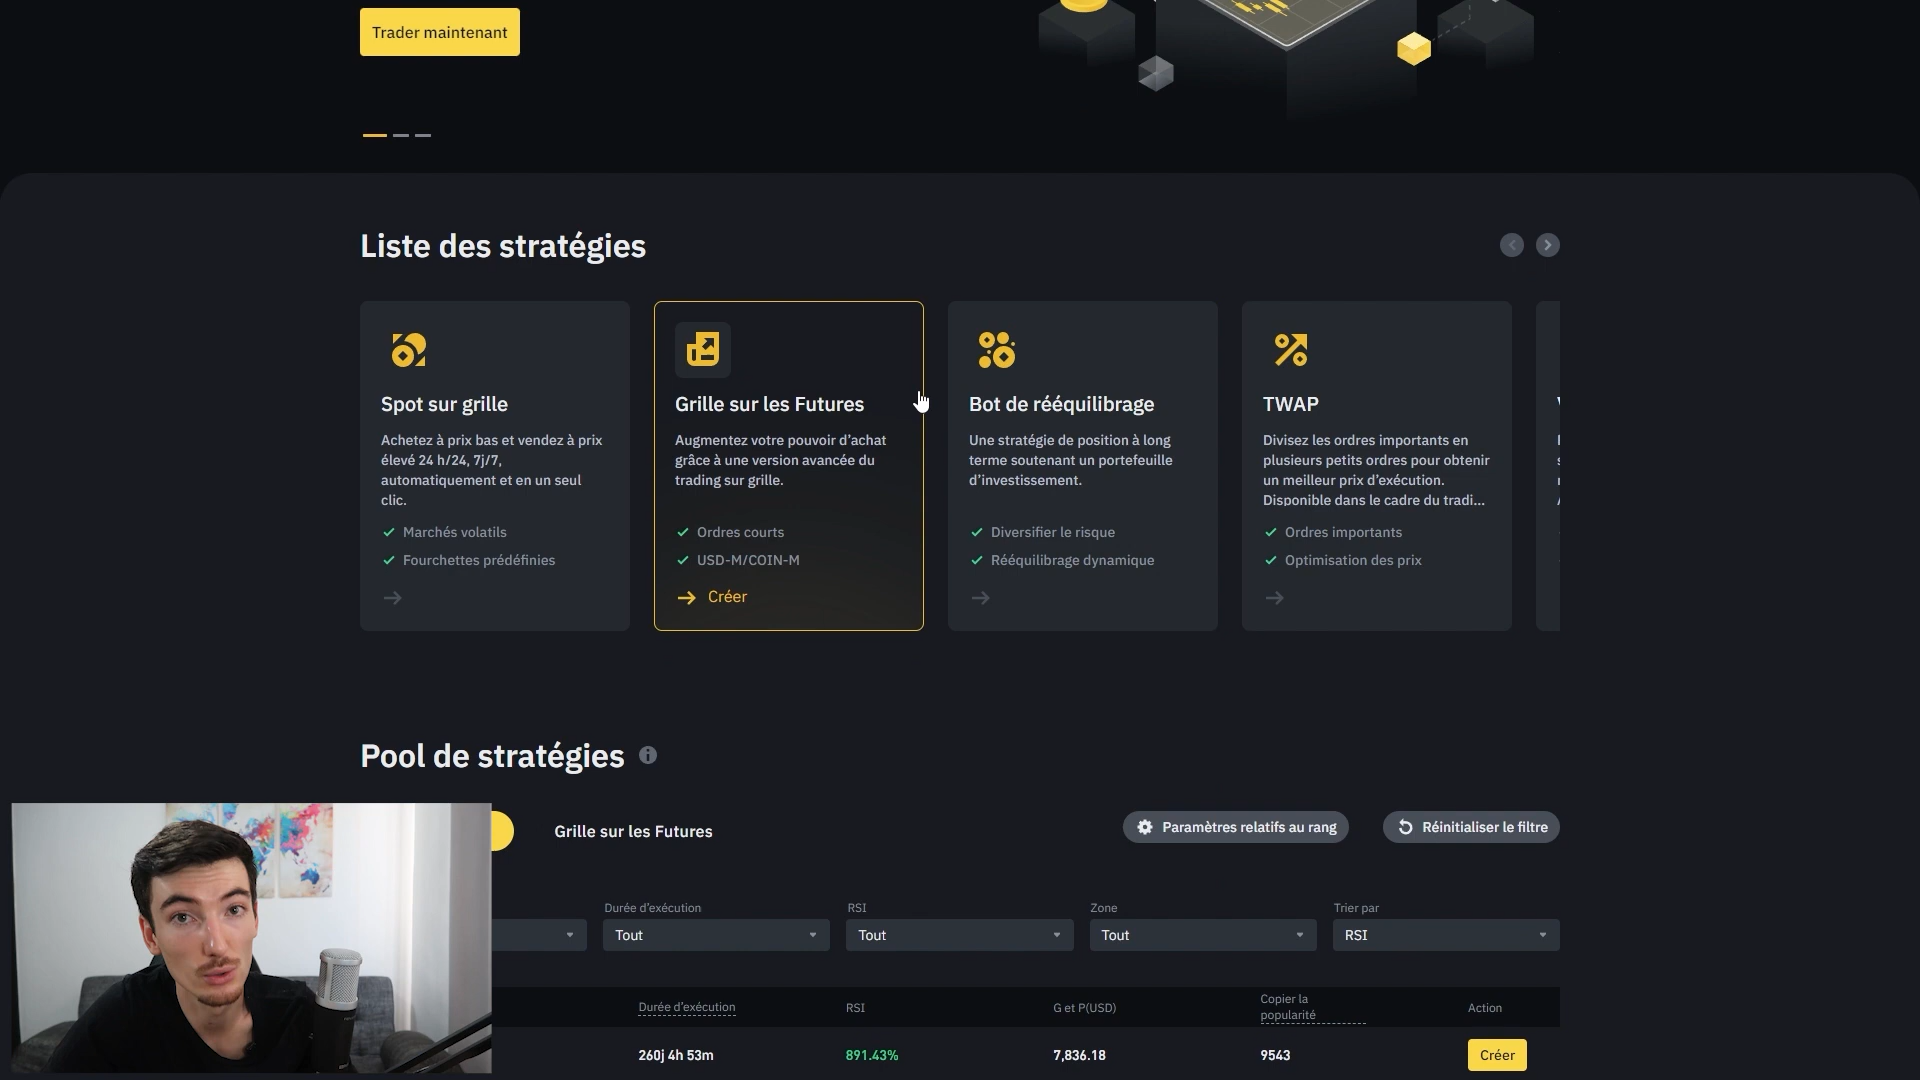 Trader maintenant
Liste des stratégies
Spot sur grille
Achetez à prix bas et vendez à prix
élevé 24 h/24, 7j/7,
automatiquement et en un seul
clic.
Marchés volatils
Fourchettes prédéfinies
Grille sur les Futures
Augmentez votre pouvoir d'achat
grâce à une version avancée du
trading sur grille.
Ordres courts
USD-M/COIN-M
Créer
Bot de rééquilibrage
Une stratégie de position à long
terme soutenant un portefeuille
d'investissement.
Diversifier le risque
Rééquilibrage dynamique
TWAP
Divisez les ordres importants en
plusieurs petits ordres pour obtenir
un meilleur prix d'exécution.
Disponible dans le cadre du tradi...
Ordres importants
Optimisation des prix
Pool de stratégies
Grille sur les Futures
Paramètres relatifs au rang
Réinitialiser le filtre
Durée d'exécution
RSI
Zone
Trier par
Tout
Tout
Tout
RSI
Durée d'exécution
RSI
G et P(USD)
Copier la
popularité
Action
260j 4h 53m
891.43%
7,836.18
9543
Créer